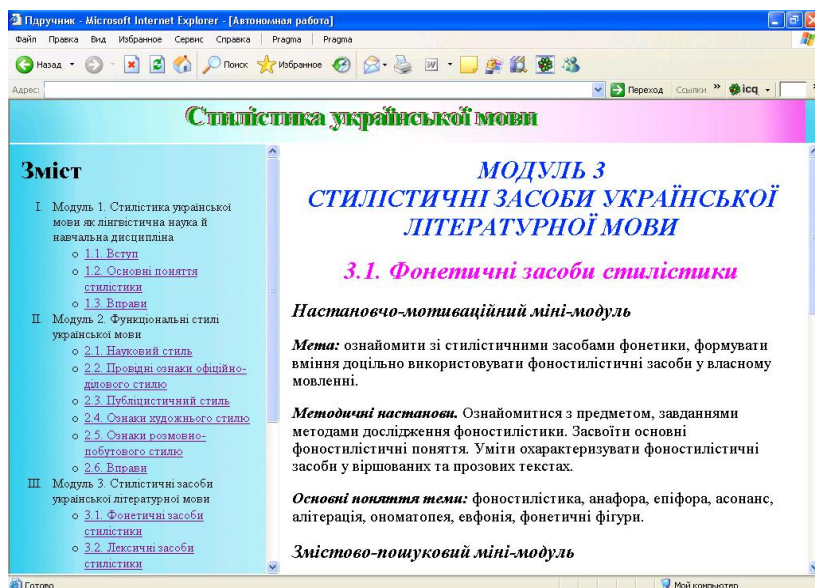 Підручник - Microsoft Internet Explorer - [Автономная работа]
Файл Правка Вид Избранное Сервис Справка Pragma Pragma
Назад Поиск Избранное
Адрес: Переход Ссылки » icq
Стилістика української мови
Зміст
I. Модуль 1. Стилістика української
мови як лінгвістична наука й
навчальна дисципліна
1.1. Вступ
1.2. Основні поняття
стилістики
1.3. Вправи
II. Модуль 2. Функціональні стилі
української мови
2.1. Науковий стиль
2.2. Провідні ознаки офіційно-
ділового стилю
2.3. Публіцистичний стиль
2.4. Ознаки художнього стилю
2.5. Ознаки розмовно-
побутового стилю
2.6. Вправи
III. Модуль 3. Стилістичні засоби
української літературної мови
3.1. Фонетичні засоби
стилістики
3.2. Лексичні засоби
стилістики
МОДУЛЬ 3
СТИЛІСТИЧНІ ЗАСОБИ УКРАЇНСЬКОЇ
ЛІТЕРАТУРНОЇ МОВИ
3.1. Фонетичні засоби стилістики
Настановчо-мотиваційний міні-модуль
Мета: ознайомити зі стилістичними засобами фонетики, формувати
вміння доцільно використовувати фоностилістичні засоби у власному
мовленні.
Методичні настанови. Ознайомитися з предметом, завданнями
методами дослідження фоностилістики. Засвоїти основні
фоностилістичні поняття. Уміти охарактеризувати фоностилістичні
засоби у віршованих та прозових текстах.
Основні поняття теми: фоностилістика, анафора, епіфора, асонанс,
алітерація, ономатопея, евфонія, фонетичні фігури.
Змістово-пошуковий міні-модуль
Готово Мой компьютер